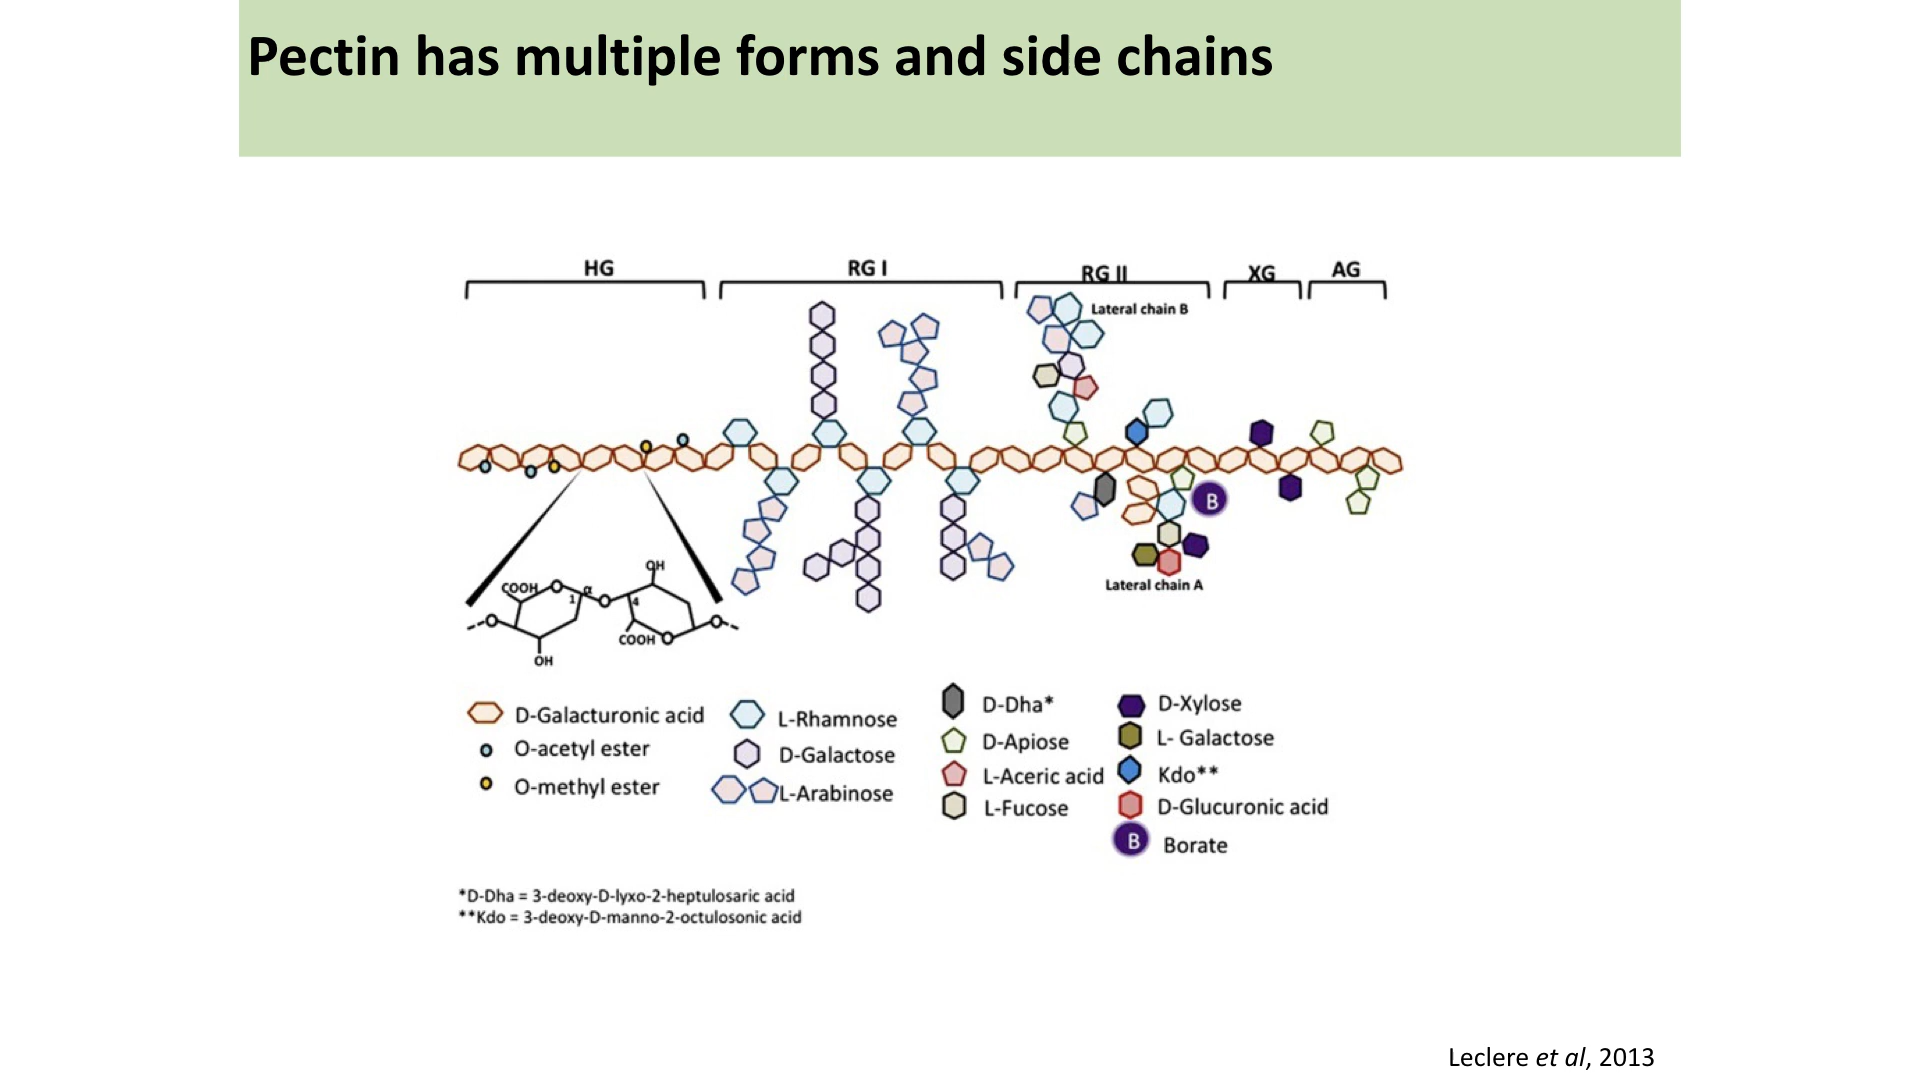 Pectin has multiple forms and side chains
HG
RG I
RG II
XG
AG
Lateral chain B
B
Lateral chain A
OH
COOH
α
1
4
COOH
OH
D-Galacturonic acid
O-acetyl ester
O-methyl ester
L-Rhamnose
D-Galactose
L-Arabinose
D-Dha*
D-Apiose
L-Aceric acid
L-Fucose
D-Xylose
L- Galactose
Kdo**
D-Glucuronic acid
B Borate
*D-Dha = 3-deoxy-D-lyxo-2-heptulosaric acid
**Kdo = 3-deoxy-D-manno-2-octulosonic acid
Leclere et al, 2013